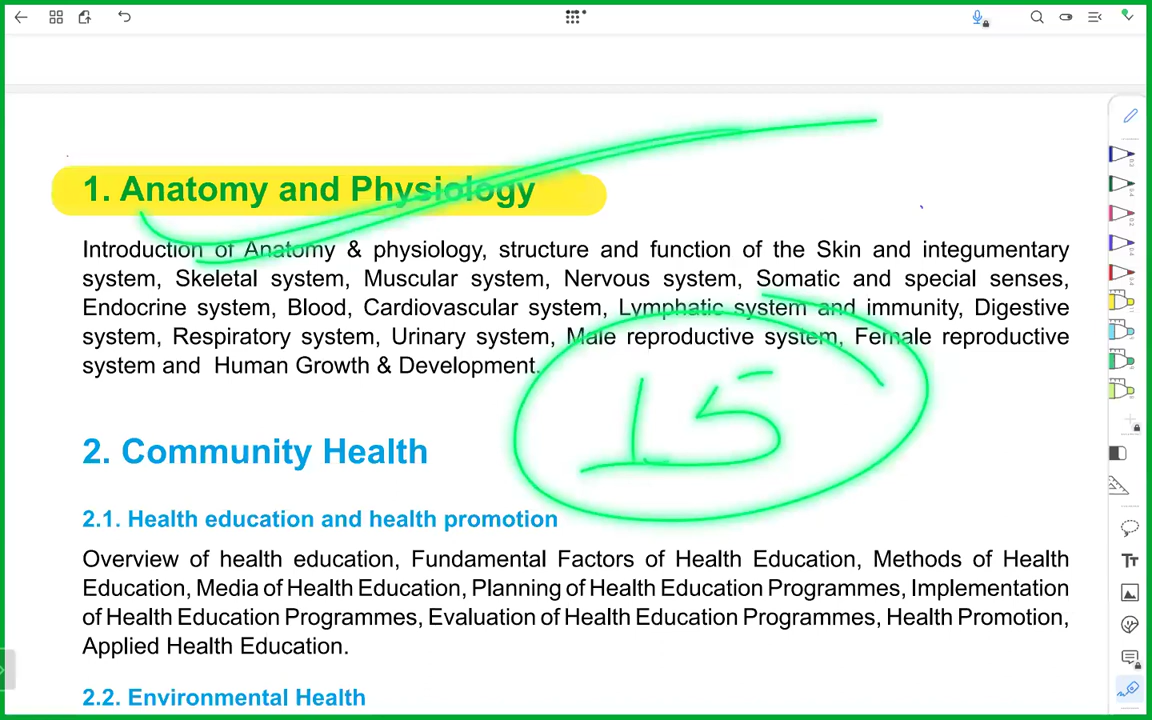 1. Anatomy and Physiology
Introduction of Anatomy & physiology, structure and function of the Skin and integumentary
system, Skeletal system, Muscular system, Nervous system, Somatic and special senses,
Endocrine system, Blood, Cardiovascular system, Lymphatic system and immunity, Digestive
system, Respiratory system, Urinary system, Male reproductive system, Female reproductive
system and Human Growth & Development.
15
2. Community Health
2.1. Health education and health promotion
Overview of health education, Fundamental Factors of Health Education, Methods of Health
Education, Media of Health Education, Planning of Health Education Programmes, Implementation
of Health Education Programmes, Evaluation of Health Education Programmes, Health Promotion,
Applied Health Education.
2.2. Environmental Health